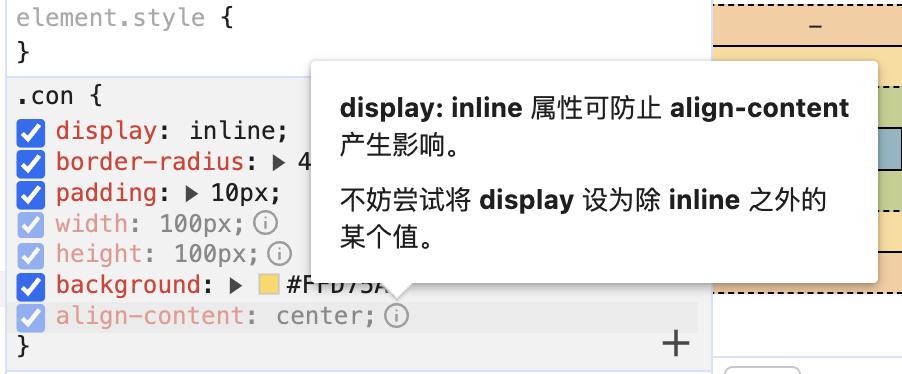 element.style {
}
.con {
display: inline;
border-radius: 4
padding: 10px;
width: 100px;
height: 100px;
background: #FFD75A
align-content: center;
}
display: inline 属性可防止 align-content
产生影响。
不妨尝试将 display 设为除 inline 之外的
某个值。
–